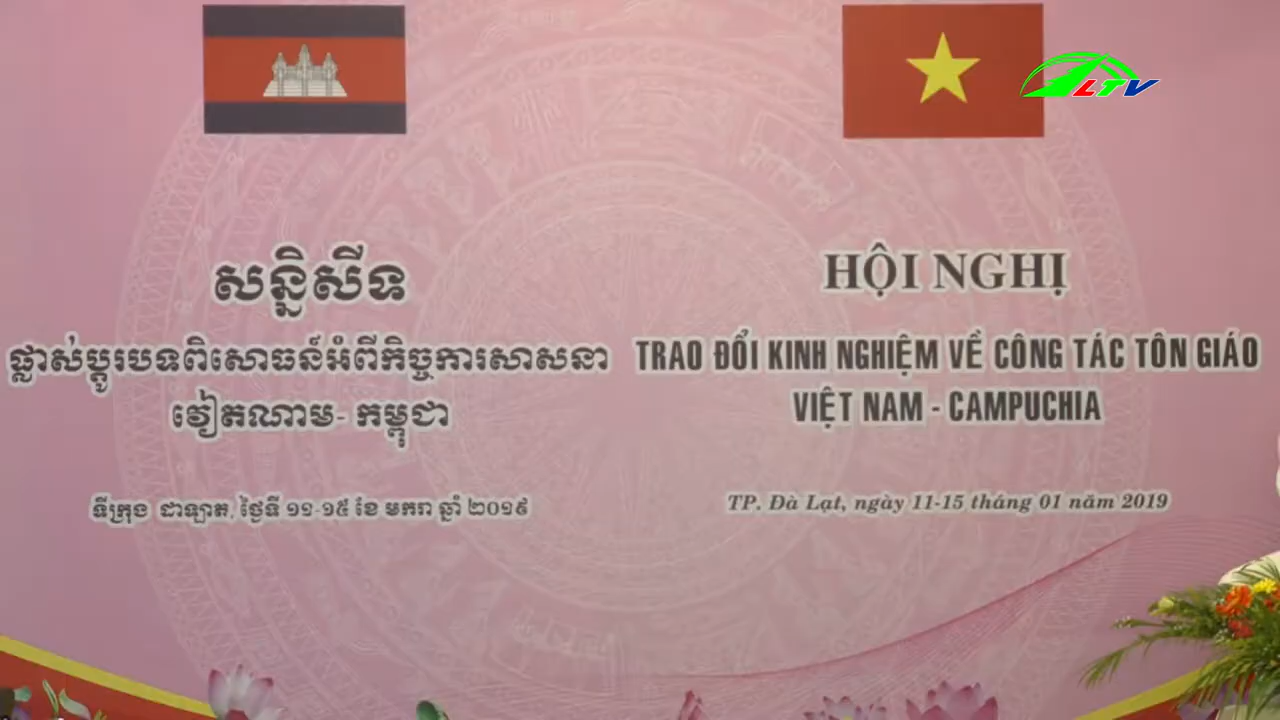 LTV
សន្និសីទ
ផ្លាស់ប្ដូរបទពិសោធន៍អំពីកិច្ចការសាសនា
វៀតណាម- កម្ពុជា
ទីក្រុង ដាឡាត, ថ្ងៃទី ១១-១៥ ខែ មករា ឆ្នាំ ២០១៩
HỘI NGHỊ
TRAO ĐỔI KINH NGHIỆM VỀ CÔNG TÁC TÔN GIÁO
VIỆT NAM - CAMPUCHIA
TP. Đà Lạt, ngày 11-15 tháng 01 năm 2019